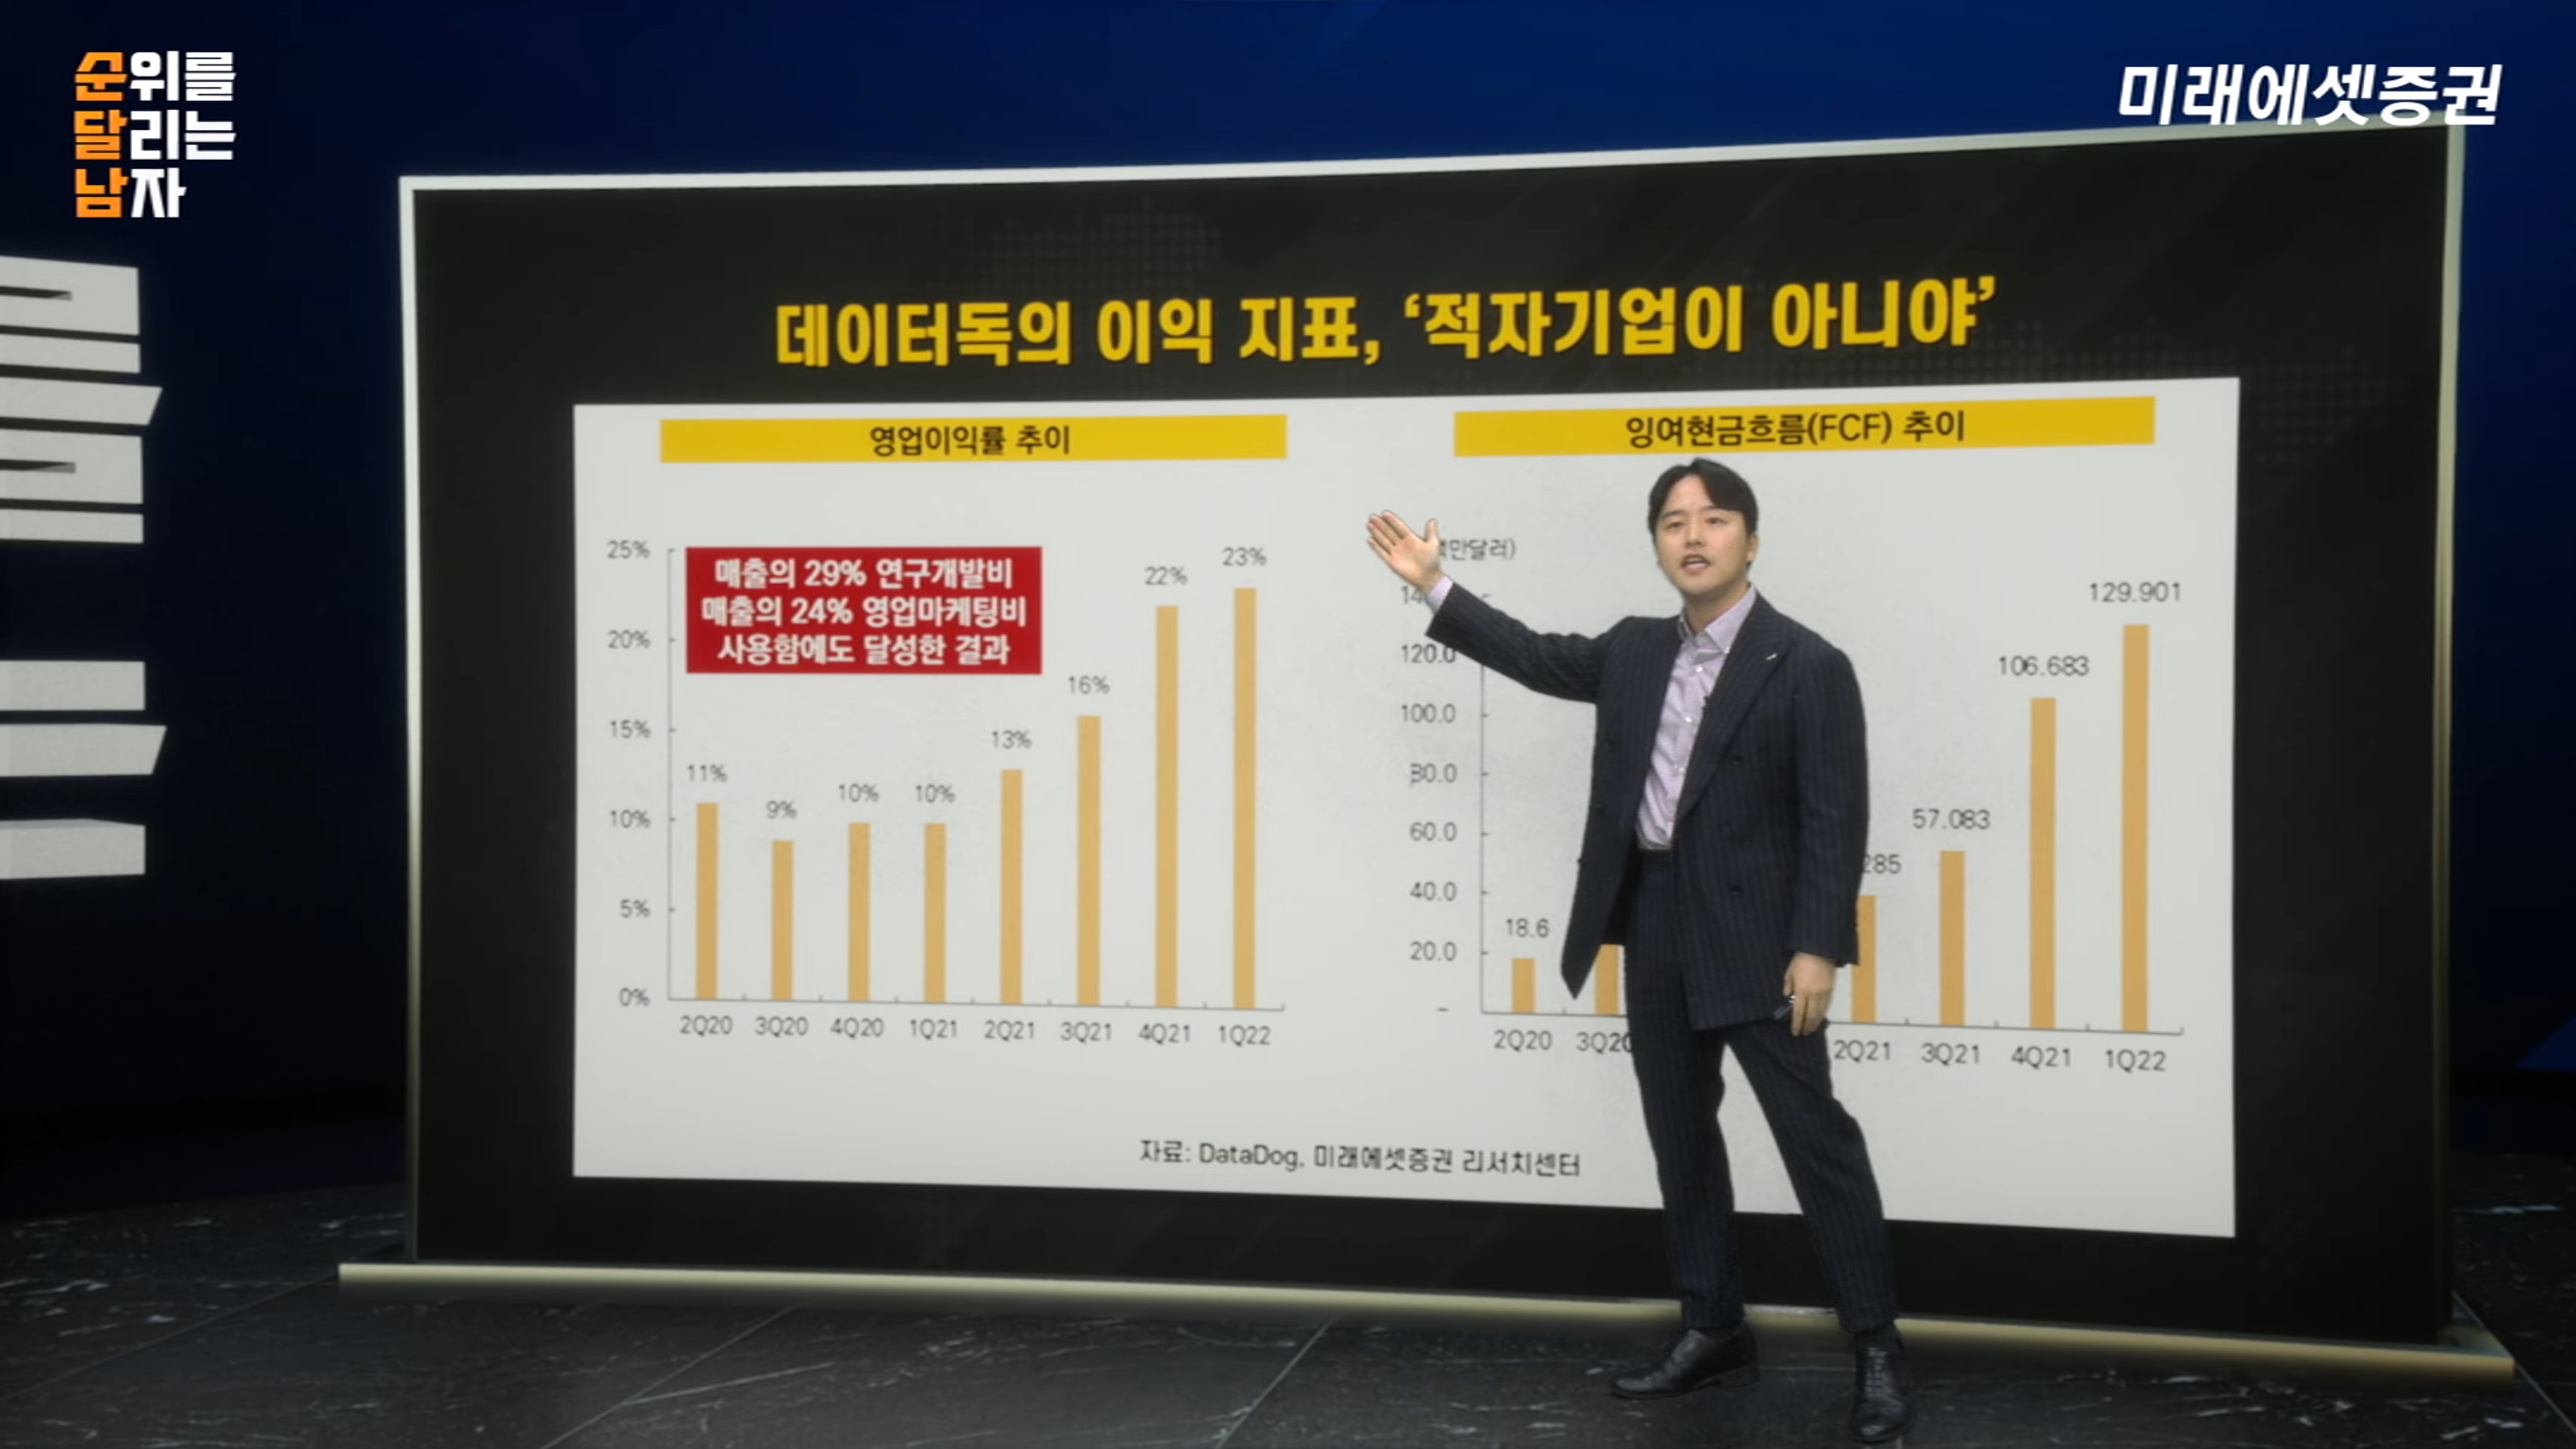 순위를
달리는
남자
미래에셋증권
데이터독의 이익 지표, ‘적자기업이 아니야’
영업이익률 추이
25%
20%
15%
10%
5%
0%
매출의 29% 연구개발비
매출의 24% 영업마케팅비
사용함에도 달성한 결과
11%
9%
10%
10%
13%
16%
22%
23%
2Q20
3Q20
4Q20
1Q21
2Q21
3Q21
4Q21
1Q22
잉여현금흐름(FCF) 추이
120.0
100.0
80.0
60.0
40.0
20.0
–
18.6
57.083
106.683
129.901
2Q20
3Q20
2Q21
3Q21
4Q21
1Q22
자료: DataDog, 미래에셋증권 리서치센터